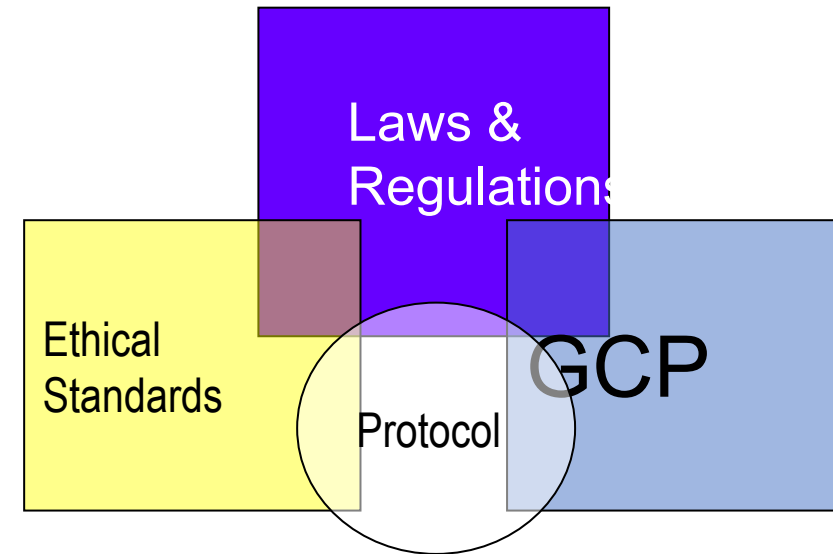 Laws &
Regulations
Ethical
Standards
GCP
Protocol